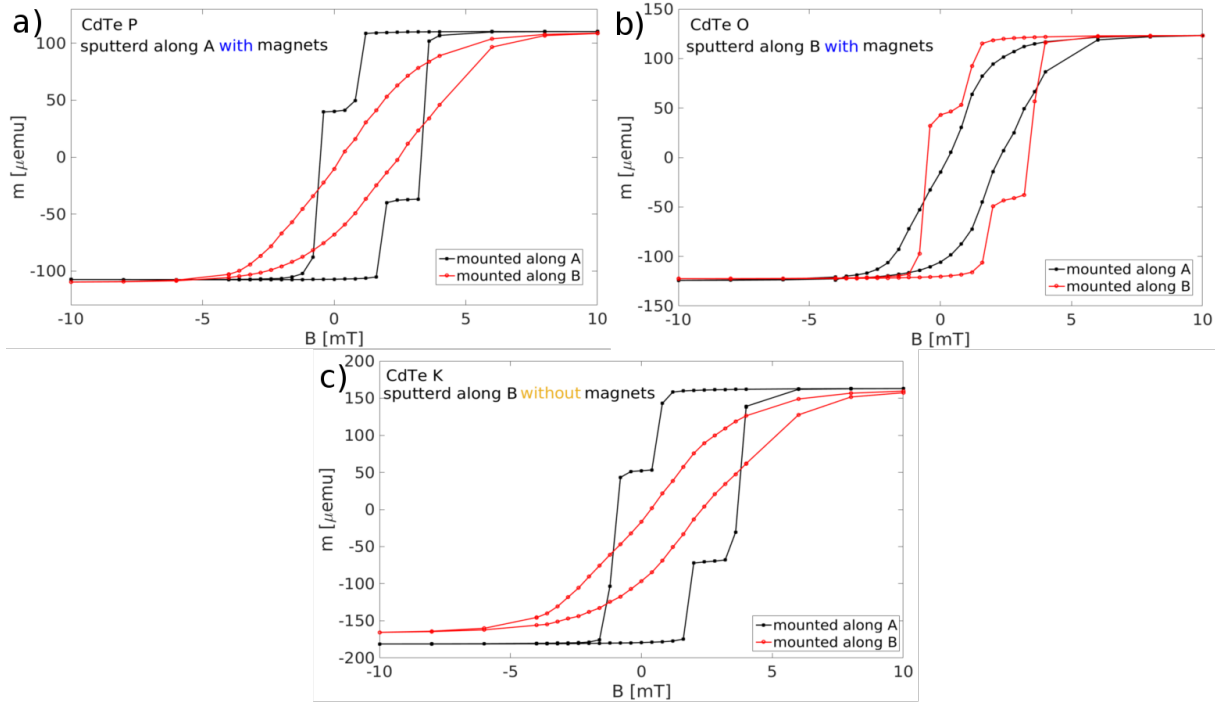 a)
CdTe P
sputterd along A with magnets
100
50
0
-50
-100
m [μemu]
mounted along A
mounted along B
-10
-5
0
5
10
B [mT]
b)
CdTe O
sputterd along B with magnets
150
100
50
0
-50
-100
-150
m [μemu]
mounted along A
mounted along B
-10
-5
0
5
10
B [mT]
c)
CdTe K
sputterd along B without magnets
200
150
100
50
0
-50
-100
-150
-200
m [μemu]
mounted along A
mounted along B
-10
-5
0
5
10
B [mT]